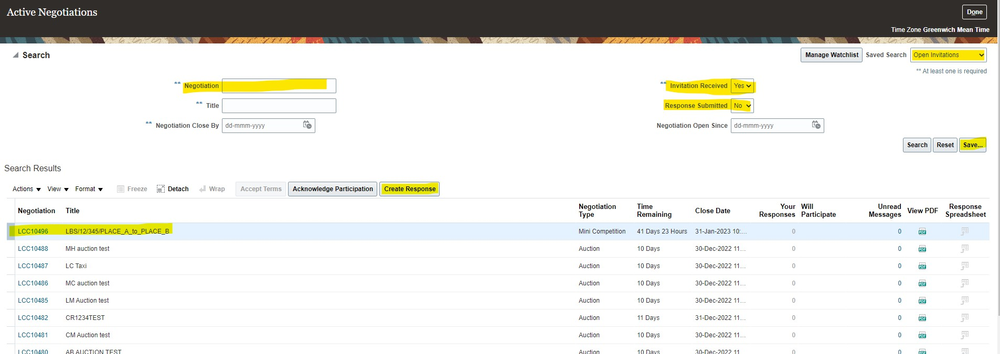 Active Negotiations
Done
Time Zone Greenwich Mean Time
Search
Manage Watchlist Saved Search Open Invitations
** At least one is required
** Negotiation
** Invitation Received Yes
** Title
Response Submitted No
** Negotiation Close By dd-mmm-yyyy
Negotiation Open Since dd-mmm-yyyy
Search Reset Save...
Search Results
Actions View Format Freeze Detach Wrap Accept Terms Acknowledge Participation Create Response
Negotiation Title Negotiation Type Time Remaining Close Date Your Responses Will Participate Unread Messages View PDF Response Spreadsheet
LCC10496 LBS/12/345/PLACE_A_to_PLACE_B Mini Competition 41 Days 23 Hours 31-Jan-2023 10:... 0 0 PDF
LCC10488 MH auction test Auction 10 Days 30-Dec-2022 11... 0 0 PDF
LCC10487 LC Taxi Auction 10 Days 30-Dec-2022 11... 0 0 PDF
LCC10486 MC auction test Auction 10 Days 30-Dec-2022 11... 0 0 PDF
LCC10485 LM Auction test Auction 10 Days 30-Dec-2022 11... 0 0 PDF
LCC10482 CR1234TEST Auction 11 Days 31-Dec-2022 11... 0 0 PDF
LCC10481 CM Auction test Auction 10 Days 30-Dec-2022 11... 0 0 PDF
LCC10480 AB AUCTION TEST Auction 10 Days 30-Dec-2022 11... 0 0 PDF